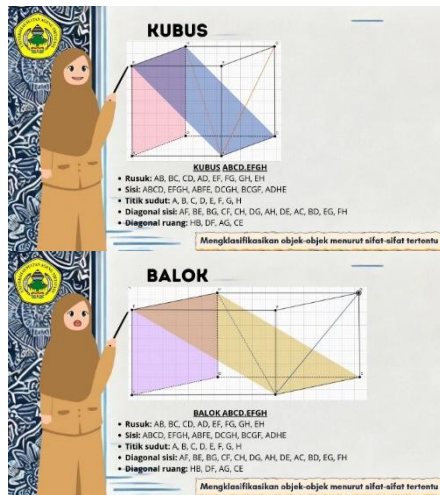 KUBUS
KUBUS ABCD.EFGH
• Rusuk: AB, BC, CD, AD, EF, FG, GH, EH
• Sisi: ABCD, EFGH, ABFE, DCGH, BCGF, ADHE
• Titik sudut: A, B, C, D, E, F, G, H
• Diagonal sisi: AF, BE, BG, CF, CH, DG, AH, DE, AC, BD, EG, FH
• Diagonal ruang: HB, DF, AG, CE
Mengklasifikasikan objek-objek menurut sifat-sifat tertentu
BALOK
BALOK ABCD.EFGH
• Rusuk: AB, BC, CD, AD, EF, FG, GH, EH
• Sisi: ABCD, EFGH, ABFE, DCGH, BCGF, ADHE
• Titik sudut: A, B, C, D, E, F, G, H
• Diagonal sisi: AF, BE, BG, CF, CH, DG, AH, DE, AC, BD, EG, FH
• Diagonal ruang: HB, DF, AG, CE
Mengklasifikasikan objek-objek menurut sifat-sifat tertentu